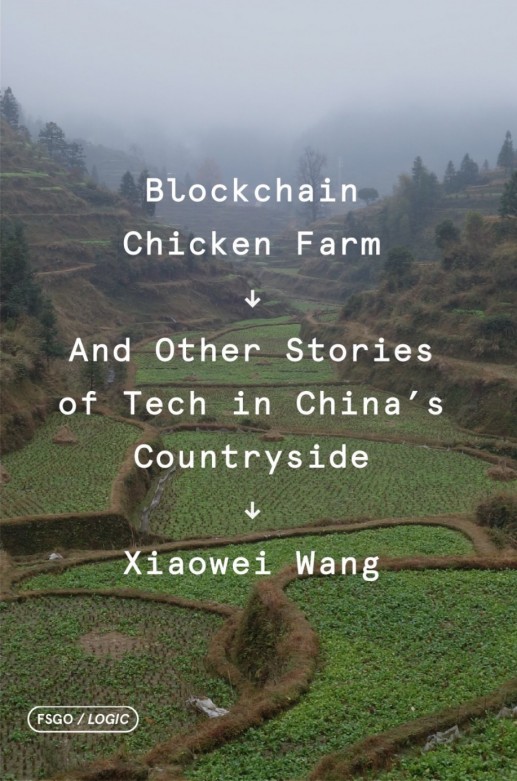 Blockchain
Chicken Farm
↓
And Other Stories
of Tech in China’s
Countryside
↓
Xiaowei Wang
FSGO / LOGIC